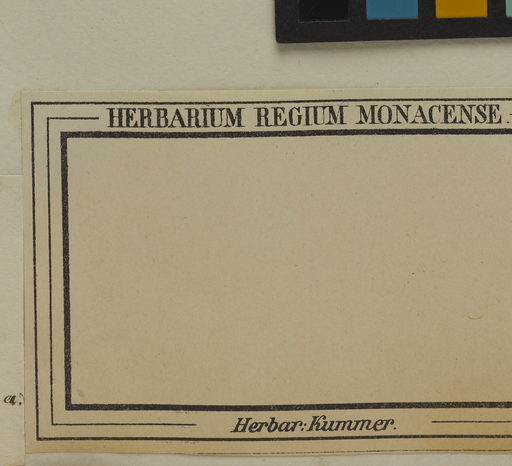 HERBARIUM REGIUM MONACENSE.
Herbar: Kummer.